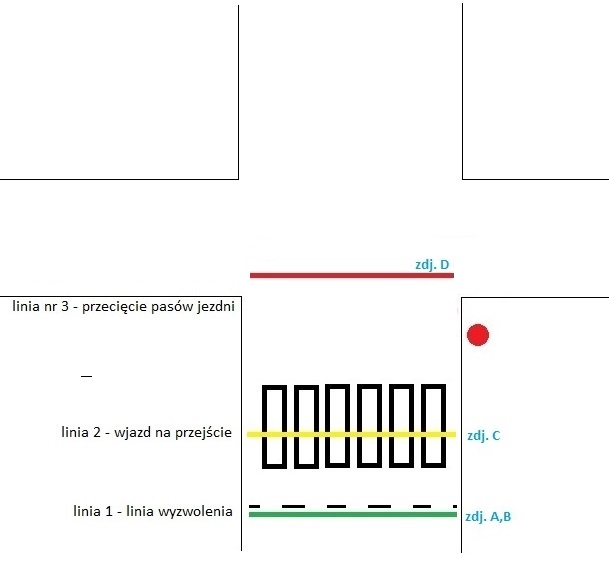 zdj. D
linia nr 3 - przecięcie pasów jezdni
linia 2 - wjazd na przejście
zdj. C
linia 1 - linia wyzwolenia
zdj. A,B